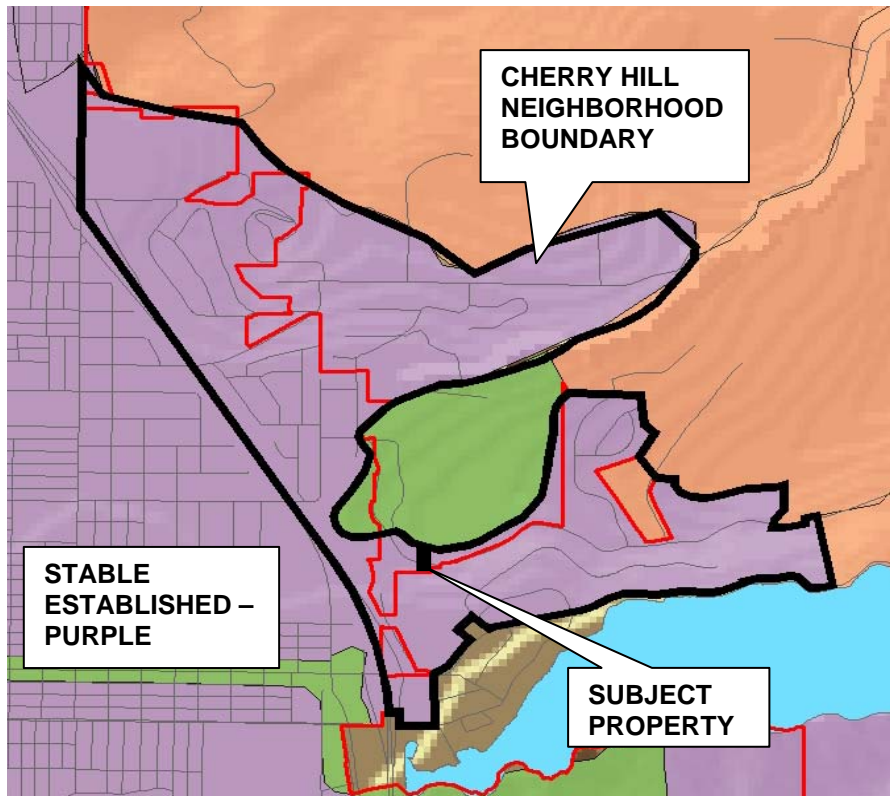 CHERRY HILL
NEIGHBORHOOD
BOUNDARY
STABLE
ESTABLISHED –
PURPLE
SUBJECT
PROPERTY